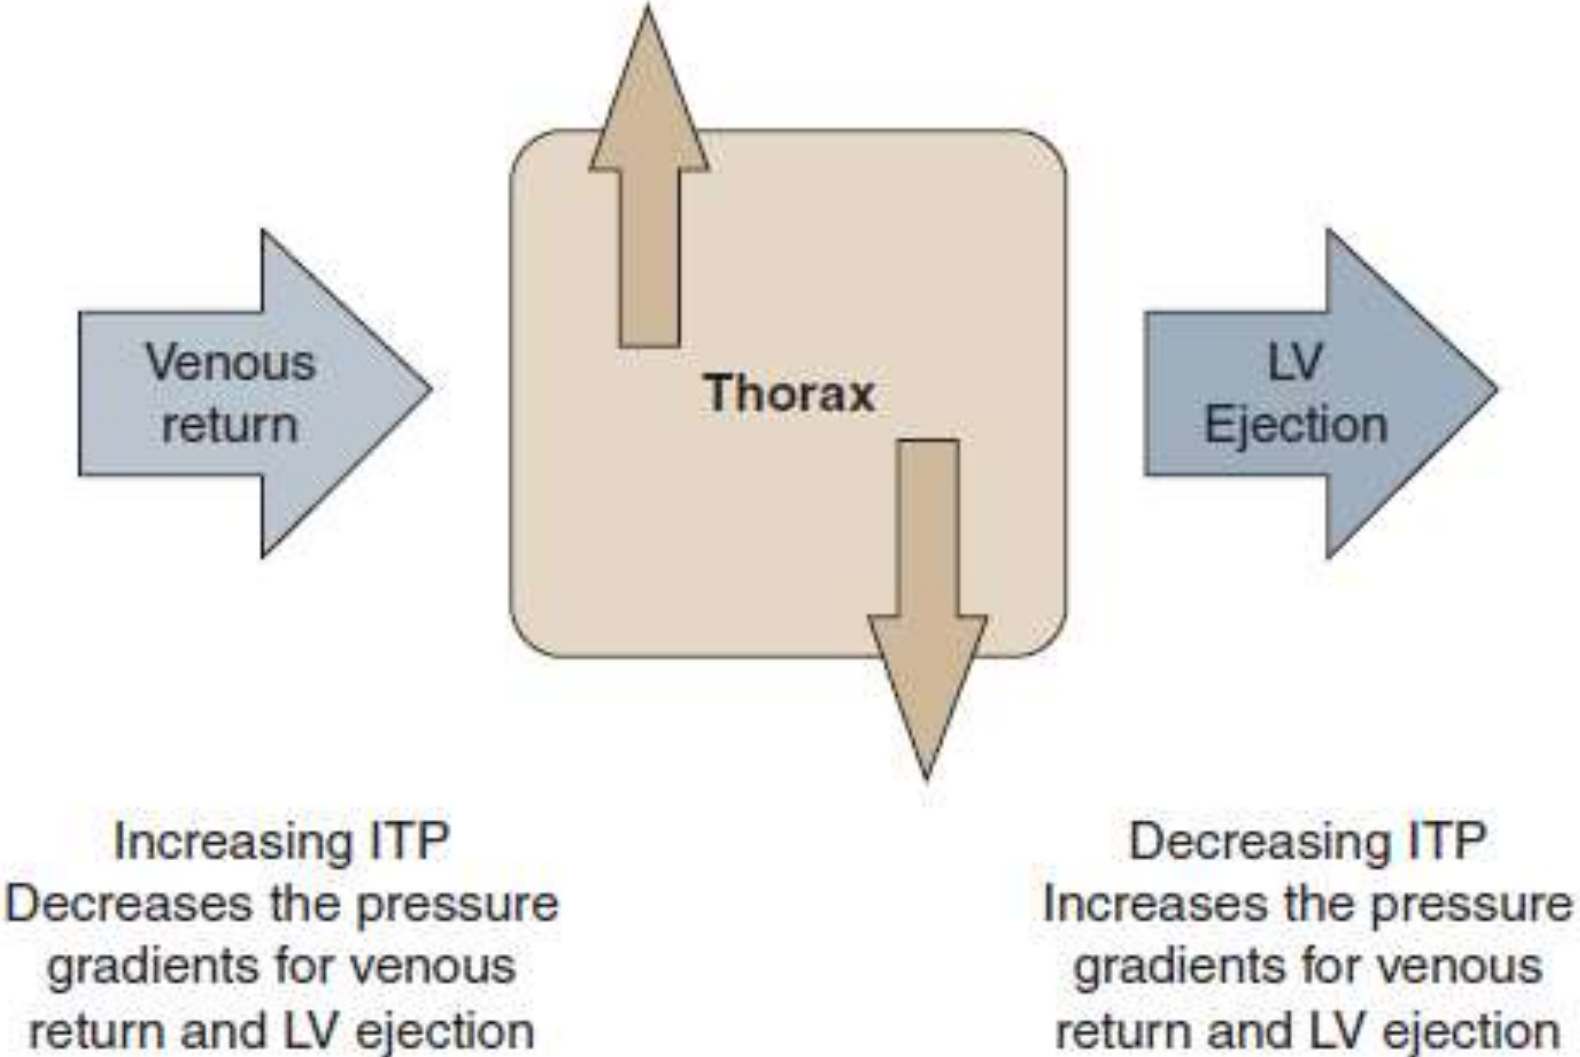 Venous
return
Thorax
LV
Ejection
Increasing ITP
Decreases the pressure
gradients for venous
return and LV ejection
Decreasing ITP
Increases the pressure
gradients for venous
return and LV ejection